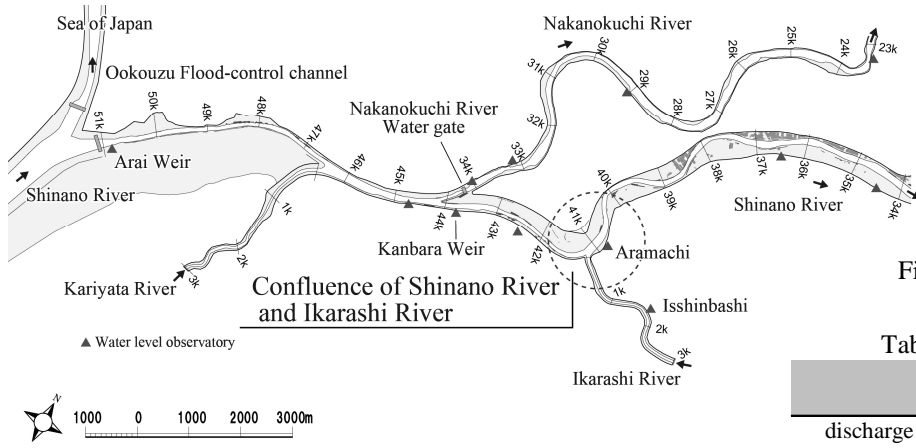 Sea of Japan
Nakanokuchi River
Ookouzu Flood-control channel
Nakanokuchi River
Water gate
51k
50k
49k
48k
47k
46k
45k
44k
43k
42k
41k
40k
39k
38k
37k
36k
35k
34k
34k
33k
32k
31k
30k
29k
28k
27k
26k
25k
24k
23k
Arai Weir
Shinano River
1k
2k
3k
Kariyata River
Kanbara Weir
Shinano River
Aramachi
Confluence of Shinano River
and Ikarashi River
1k
Isshinbashi
2k
3k
Ikarashi River
▲ Water level observatory
N
1000 0 1000 2000 3000m
Fi
Tab
discharge